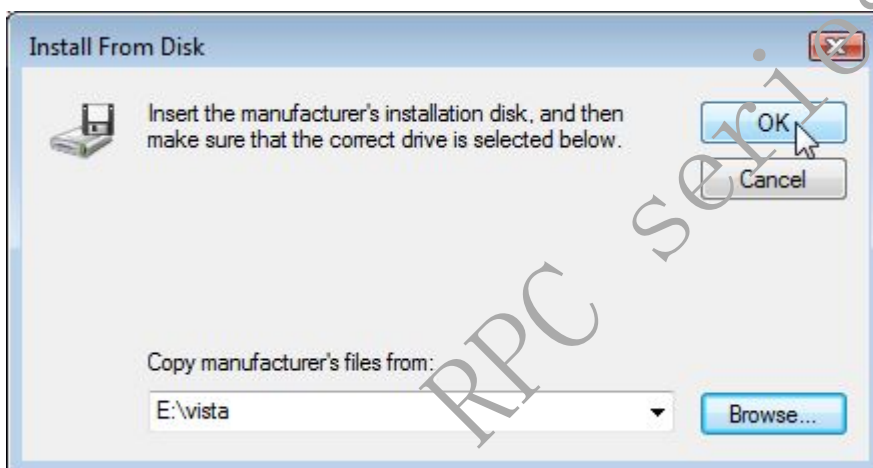 Install From Disk
Insert the manufacturer's installation disk, and then
make sure that the correct drive is selected below.
OK
Cancel
Copy manufacturer's files from:
E:\vista
Browse...
RPC serio